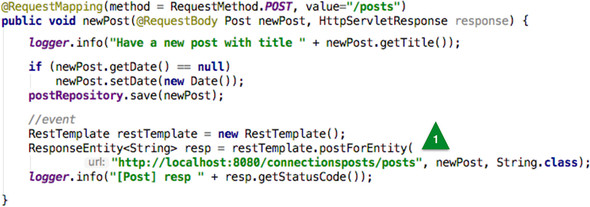 @RequestMapping(method = RequestMethod.POST, value="/posts")
public void newPost(@RequestBody Post newPost, HttpServletResponse response) {
logger.info("Have a new post with title " + newPost.getTitle());
if (newPost.getDate() == null)
newPost.setDate(new Date());
postRepository.save(newPost);
//event
RestTemplate restTemplate = new RestTemplate();
ResponseEntity<String> resp = restTemplate.postForEntity(
1
url: "http://localhost:8080/connectionsposts/posts", newPost, String.class);
logger.info("[Post] resp " + resp.getStatusCode());
}